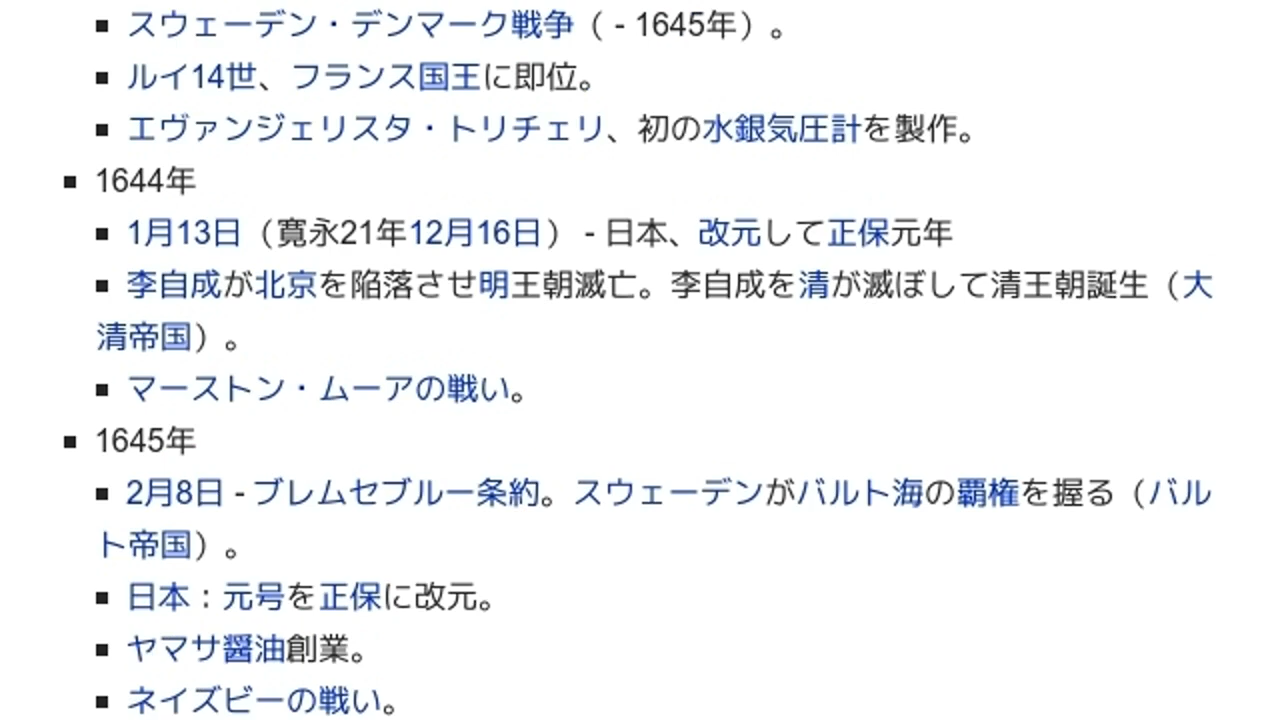 スウェーデン・デンマーク戦争（ - 1645年）。
ルイ14世、フランス国王に即位。
エヴァンジェリスタ・トリチェリ、初の水銀気圧計を製作。
1644年
1月13日（寛永21年12月16日） - 日本、改元して正保元年
李自成が北京を陥落させ明王朝滅亡。李自成を清が滅ぼして清王朝誕生（大
清帝国）。
マーストン・ムーアの戦い。
1645年
2月8日 - ブレムセブルー条約。スウェーデンがバルト海の覇権を握る（バル
ト帝国）。
日本：元号を正保に改元。
ヤマサ醤油創業。
ネイズビーの戦い。